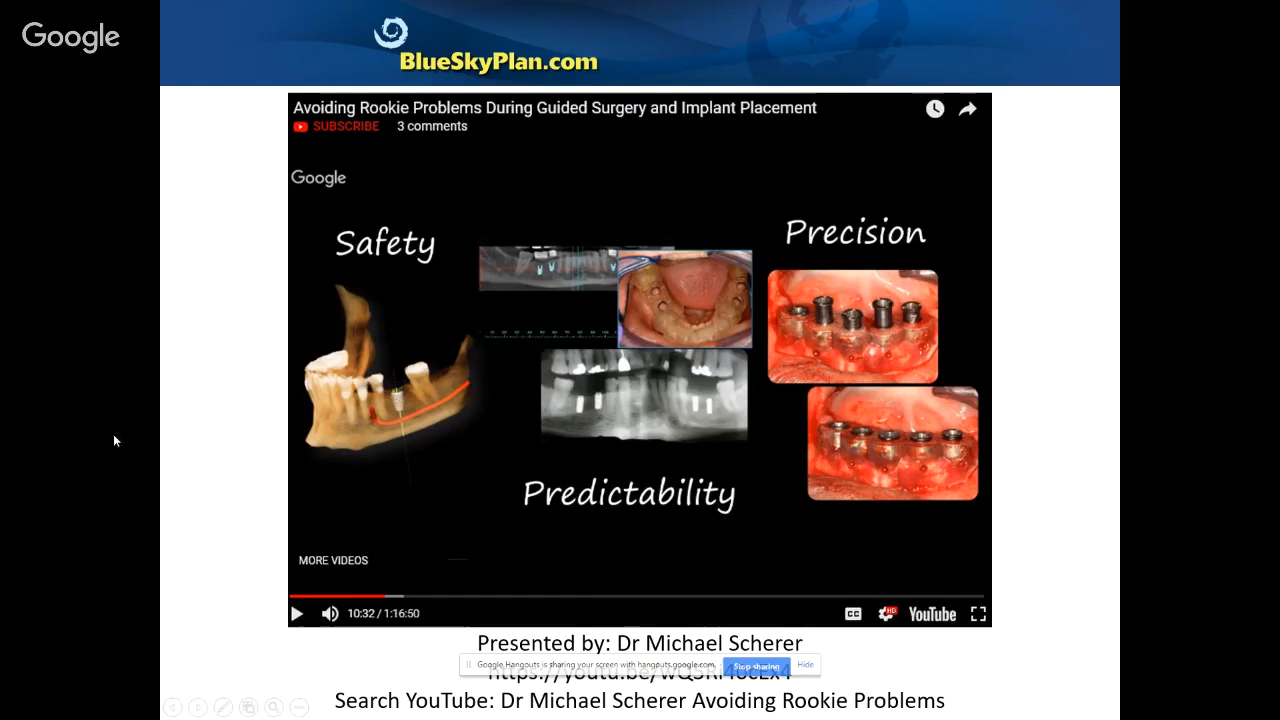 Google
BlueSkyPlan.com
Avoiding Rookie Problems During Guided Surgery and Implant Placement
SUBSCRIBE 3 comments
Google
Safety
Precision
Predictability
MORE VIDEOS
10:32 / 1:16:50
CC HD YouTube
Presented by: Dr Michael Scherer
Google Hangouts is sharing your screen with hangouts.google.com. Stop sharing Hide
Search YouTube: Dr Michael Scherer Avoiding Rookie Problems